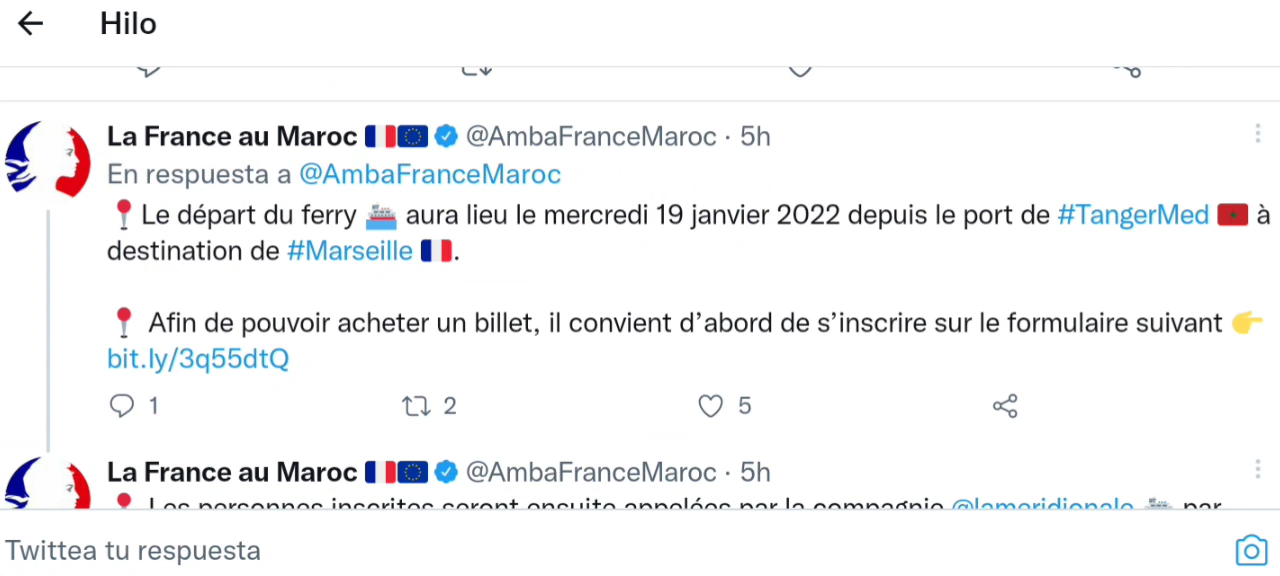 Hilo
La France au Maroc 🇫🇷🇪🇺 @AmbaFranceMaroc · 5h
En respuesta a @AmbaFranceMaroc
📍Le départ du ferry 🛳️ aura lieu le mercredi 19 janvier 2022 depuis le port de #TangerMed 🇲🇦 à
destination de #Marseille 🇫🇷.
📍 Afin de pouvoir acheter un billet, il convient d’abord de s’inscrire sur le formulaire suivant 👉
bit.ly/3q55dtQ
1 2 5
La France au Maroc 🇫🇷🇪🇺 @AmbaFranceMaroc · 5h
📍 Les personnes inscrites seront ensuite appelées par la compagnie @lameridionale 🛳️ par
Twittea tu respuesta